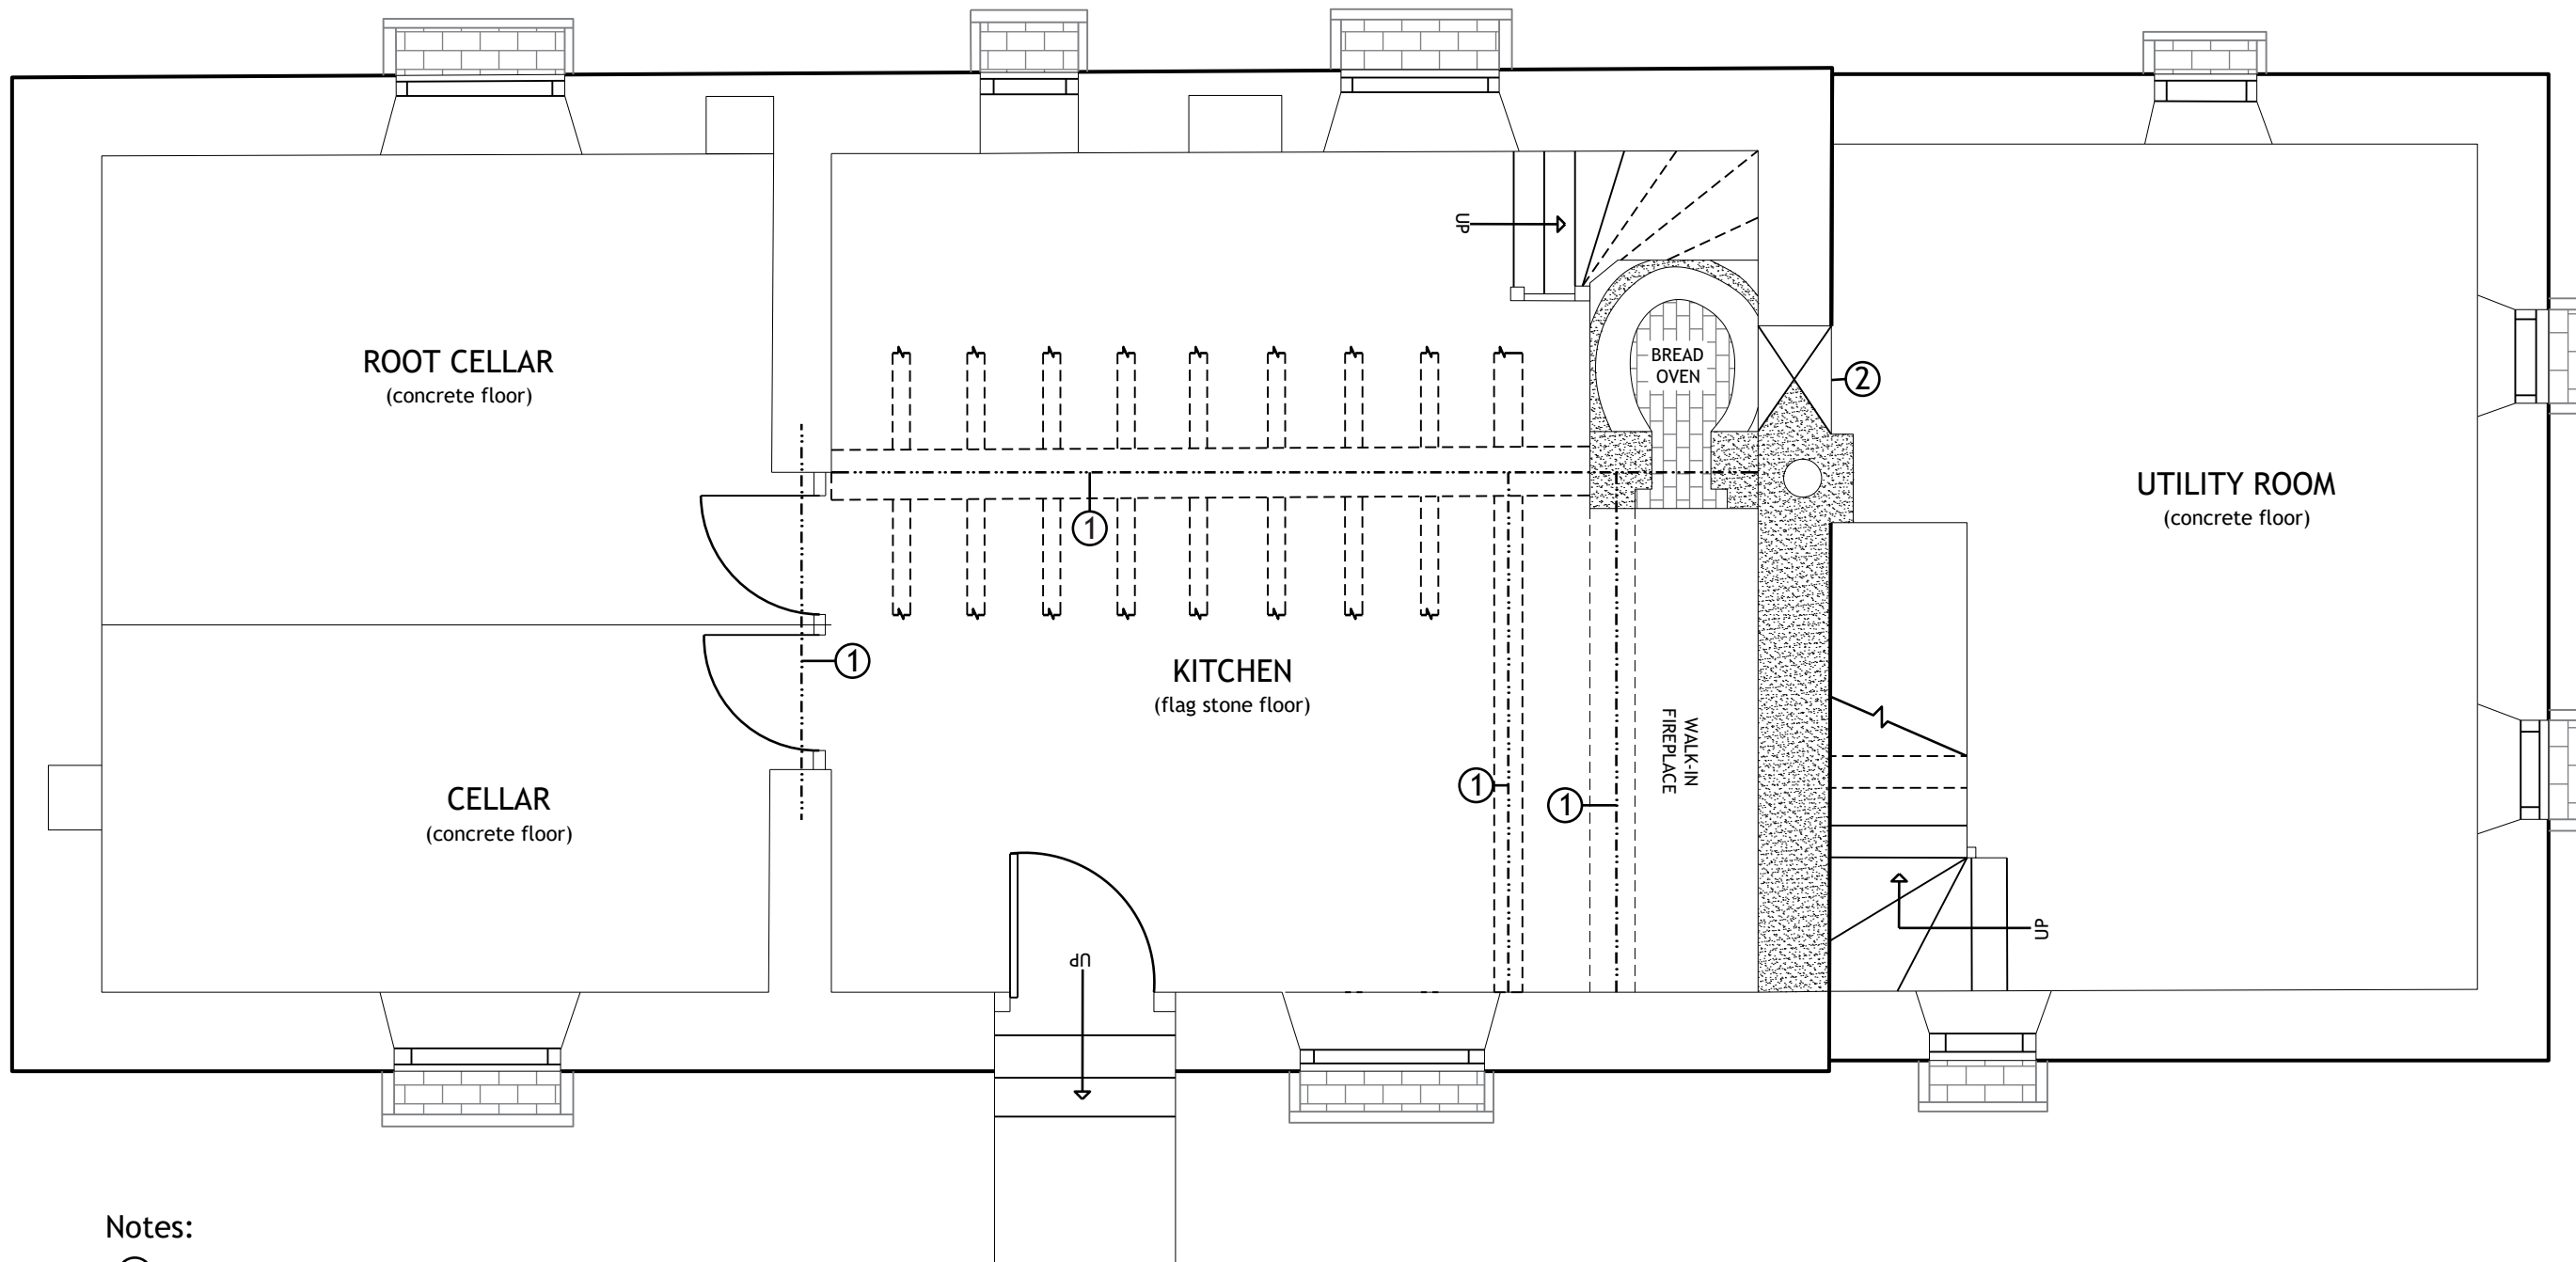 UP
BREAD
OVEN
ROOT CELLAR
(concrete floor)
2
UTILITY ROOM
(concrete floor)
1
1
KITCHEN
(flag stone floor)
WALK-IN
FIREPLACE
1
1
CELLAR
(concrete floor)
UP
UP
Notes: